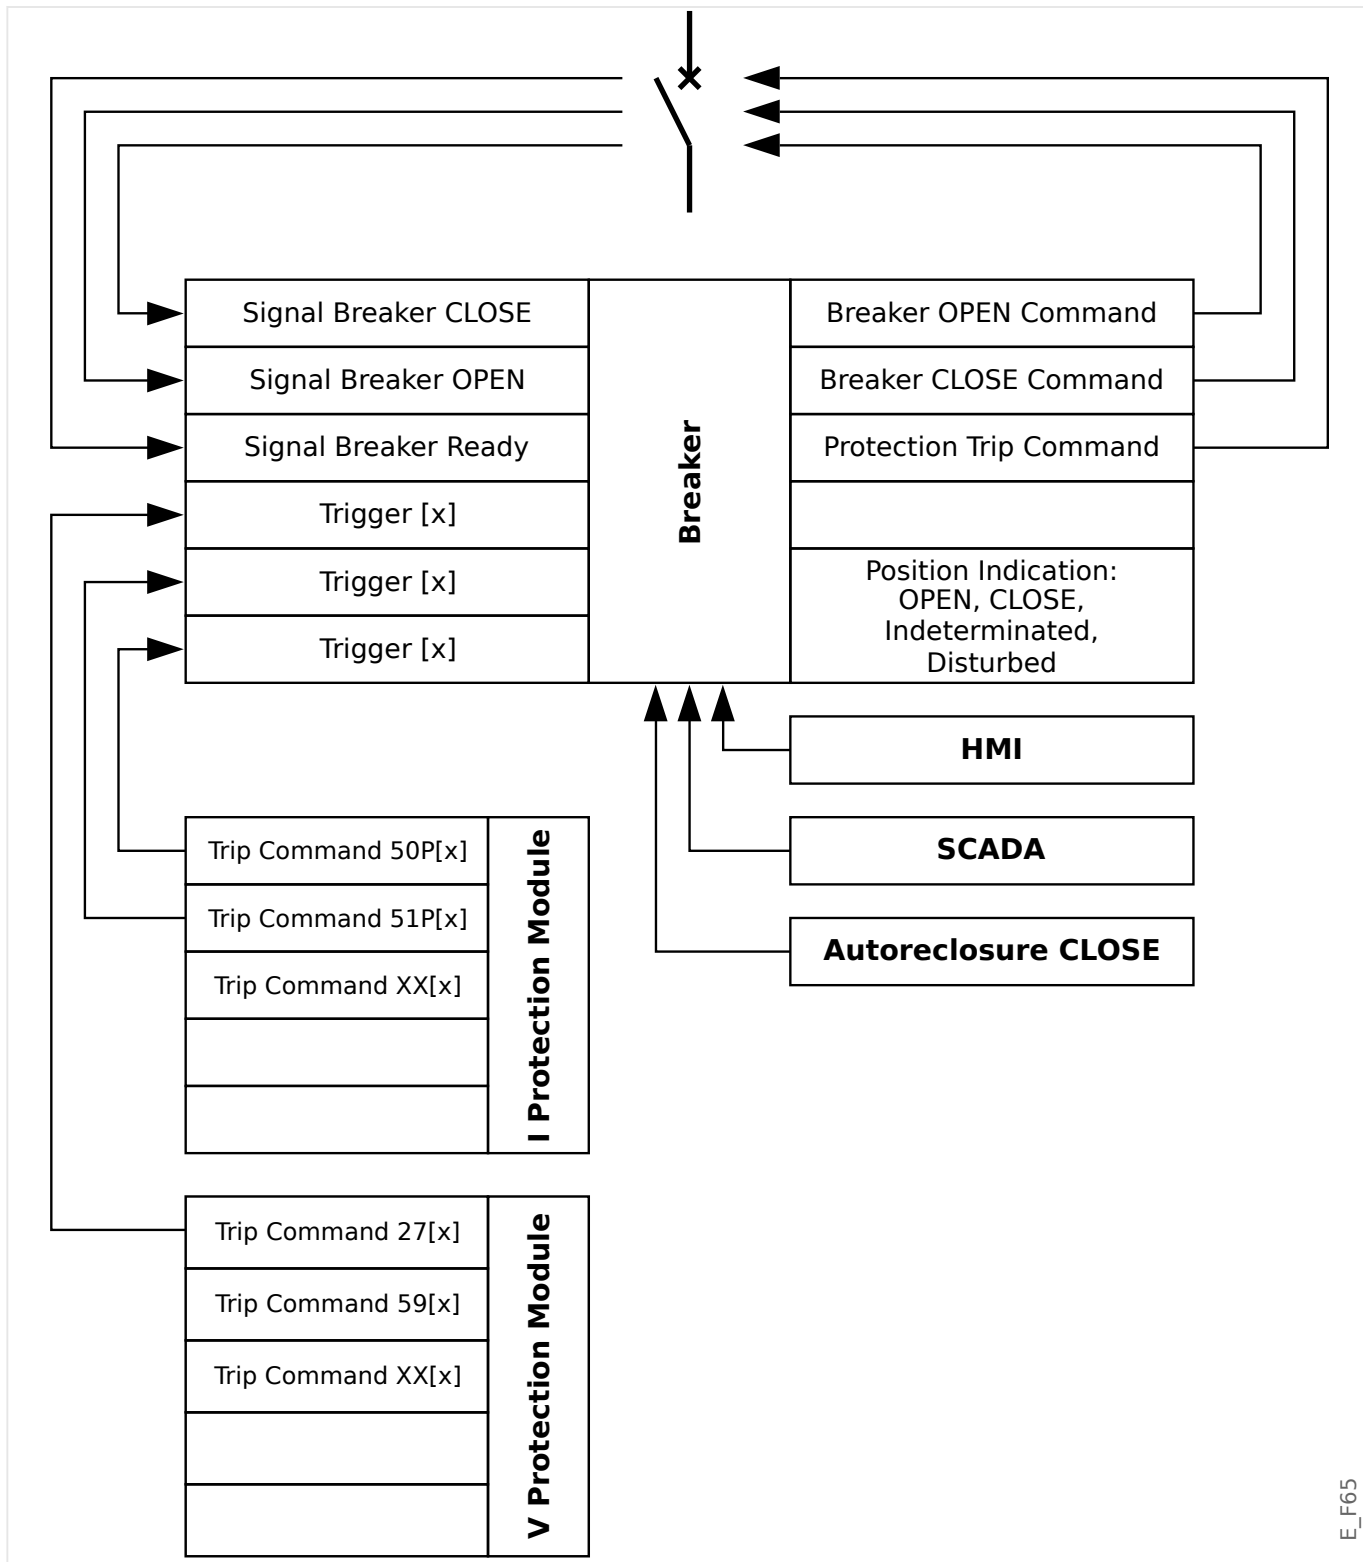 Signal Breaker CLOSE
Signal Breaker OPEN
Signal Breaker Ready
Trigger [x]
Trigger [x]
Trigger [x]
Breaker
Breaker OPEN Command
Breaker CLOSE Command
Protection Trip Command
Position Indication:
OPEN, CLOSE,
Indeterminated,
Disturbed
HMI
SCADA
Autoreclosure CLOSE
Trip Command 50P[x]
Trip Command 51P[x]
Trip Command XX[x]
I Protection Module
Trip Command 27[x]
Trip Command 59[x]
Trip Command XX[x]
V Protection Module
E_F65